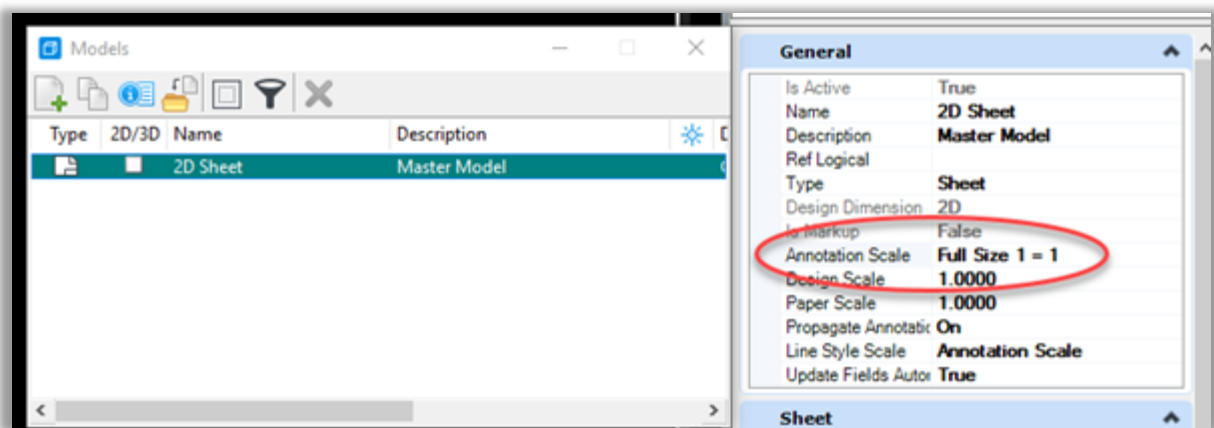 Models
Type 2D/3D Name Description
2D Sheet Master Model
General
Is Active True
Name 2D Sheet
Description Master Model
Ref Logical
Type Sheet
Design Dimension 2D
Is Markup False
Annotation Scale Full Size 1 = 1
Design Scale 1.0000
Paper Scale 1.0000
Propagate Annotatic On
Line Style Scale Annotation Scale
Update Fields Autor True
Sheet